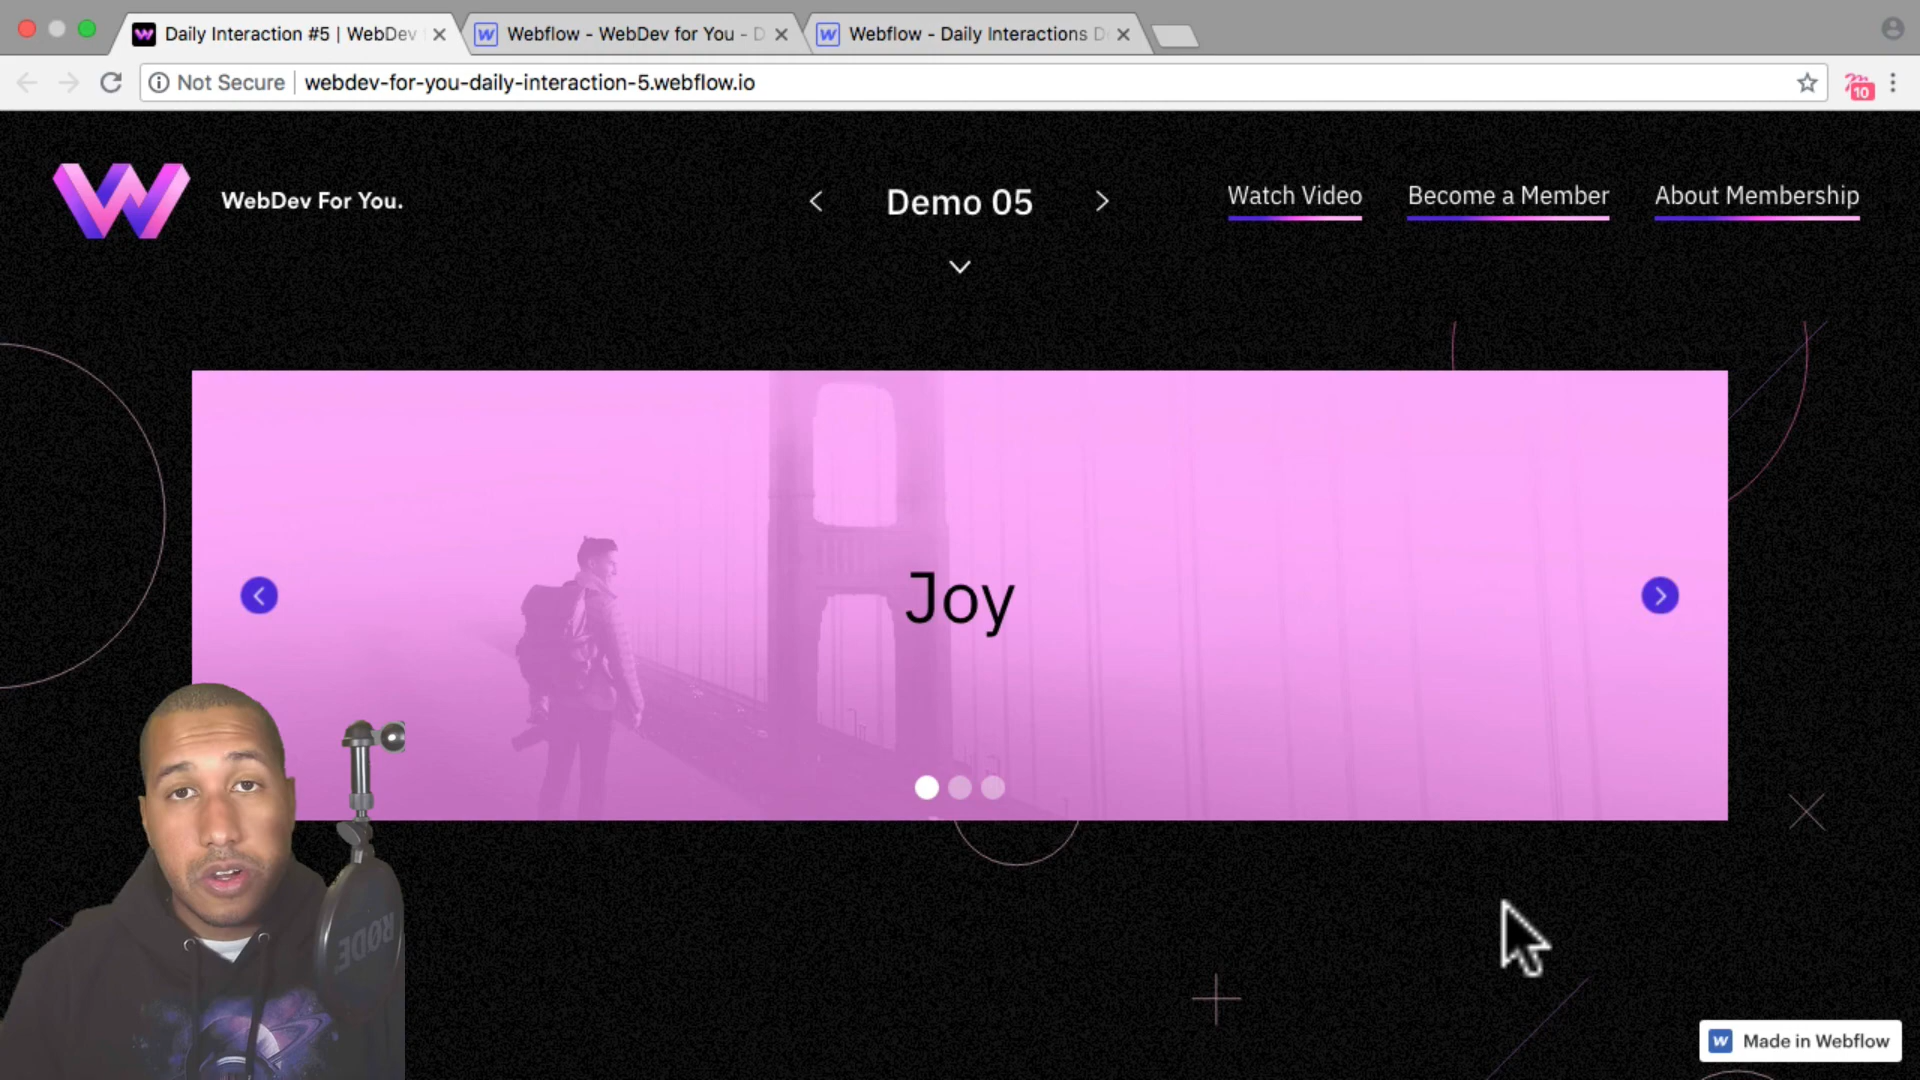 Daily Interaction #5 | WebDev f
Webflow - WebDev for You - D
Webflow - Daily Interactions D
Not Secure
webdev-for-you-daily-interaction-5.webflow.io
10
WebDev For You.
Demo 05
Watch Video
Become a Member
About Membership
Joy
RODE
Made in Webflow